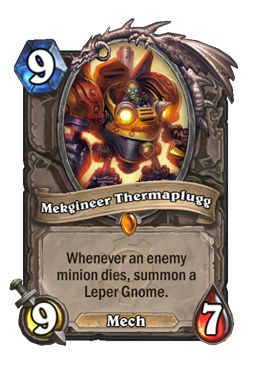 9
Mekgineer Thermaplugg
Whenever an enemy
minion dies, summon a
Leper Gnome.
9
Mech
7